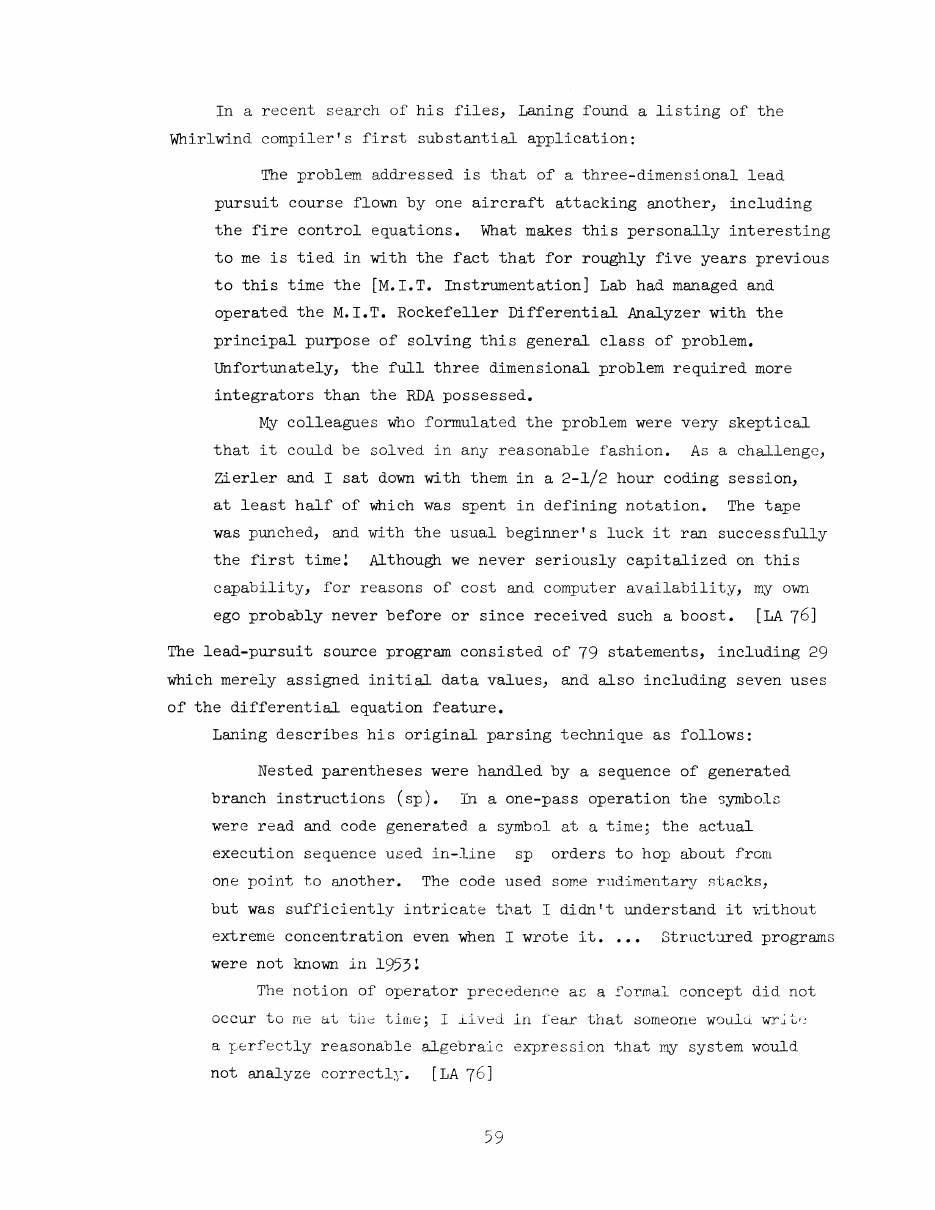 In a recent search of his files, Laning found a listing of the
Whirlwind compiler's first substantial application:
The problem addressed is that of a three-dimensional lead
pursuit course flown by one aircraft attacking another, including
the fire control equations. What makes this personally interesting
to me is tied in with the fact that for roughly five years previous
to this time the [M.I.T. Instrumentation] Lab had managed and
operated the M.I.T. Rockefeller Differential Analyzer with the
principal purpose of solving this general class of problem.
Unfortunately, the full three dimensional problem required more
integrators than the RDA possessed.
My colleagues who formulated the problem were very skeptical
that it could be solved in any reasonable fashion. As a challenge,
Zierler and I sat down with them in a 2-1/2 hour coding session,
at least half of which was spent in defining notation. The tape
was punched, and with the usual beginner's luck it ran successfully
the first time! Although we never seriously capitalized on this
capability, for reasons of cost and computer availability, my own
ego probably never before or since received such a boost. [LA 76]
The lead-pursuit source program consisted of 79 statements, including 29
which merely assigned initial data values, and also including seven uses
of the differential equation feature.
Laning describes his original parsing technique as follows:
Nested parentheses were handled by a sequence of generated
branch instructions (sp). In a one-pass operation the symbols
were read and code generated a symbol at a time; the actual
execution sequence used in-line sp orders to hop about from
one point to another. The code used some rudimentary stacks,
but was sufficiently intricate that I didn't understand it without
extreme concentration even when I wrote it. ... Structured programs
were not known in 1953!
The notion of operator precedence as a formal concept did not
occur to me at the time; I lived in fear that someone would write
a perfectly reasonable algebraic expression that my system would
not analyze correctly. [LA 76]
59